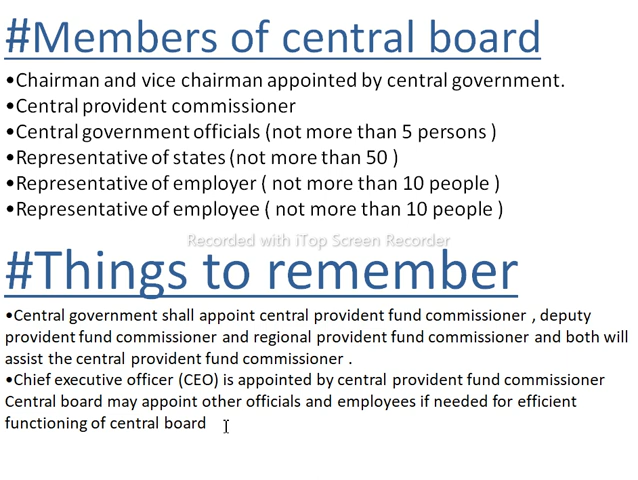 #Members of central board
•Chairman and vice chairman appointed by central government.
•Central provident commissioner
•Central government officials (not more than 5 persons )
•Representative of states (not more than 50 )
•Representative of employer ( not more than 10 people )
•Representative of employee ( not more than 10 people )
Recorded with iTop Screen Recorder
#Things to remember
•Central government shall appoint central provident fund commissioner , deputy
provident fund commissioner and regional provident fund commissioner and both will
assist the central provident fund commissioner .
•Chief executive officer (CEO) is appointed by central provident fund commissioner
Central board may appoint other officials and employees if needed for efficient
functioning of central board